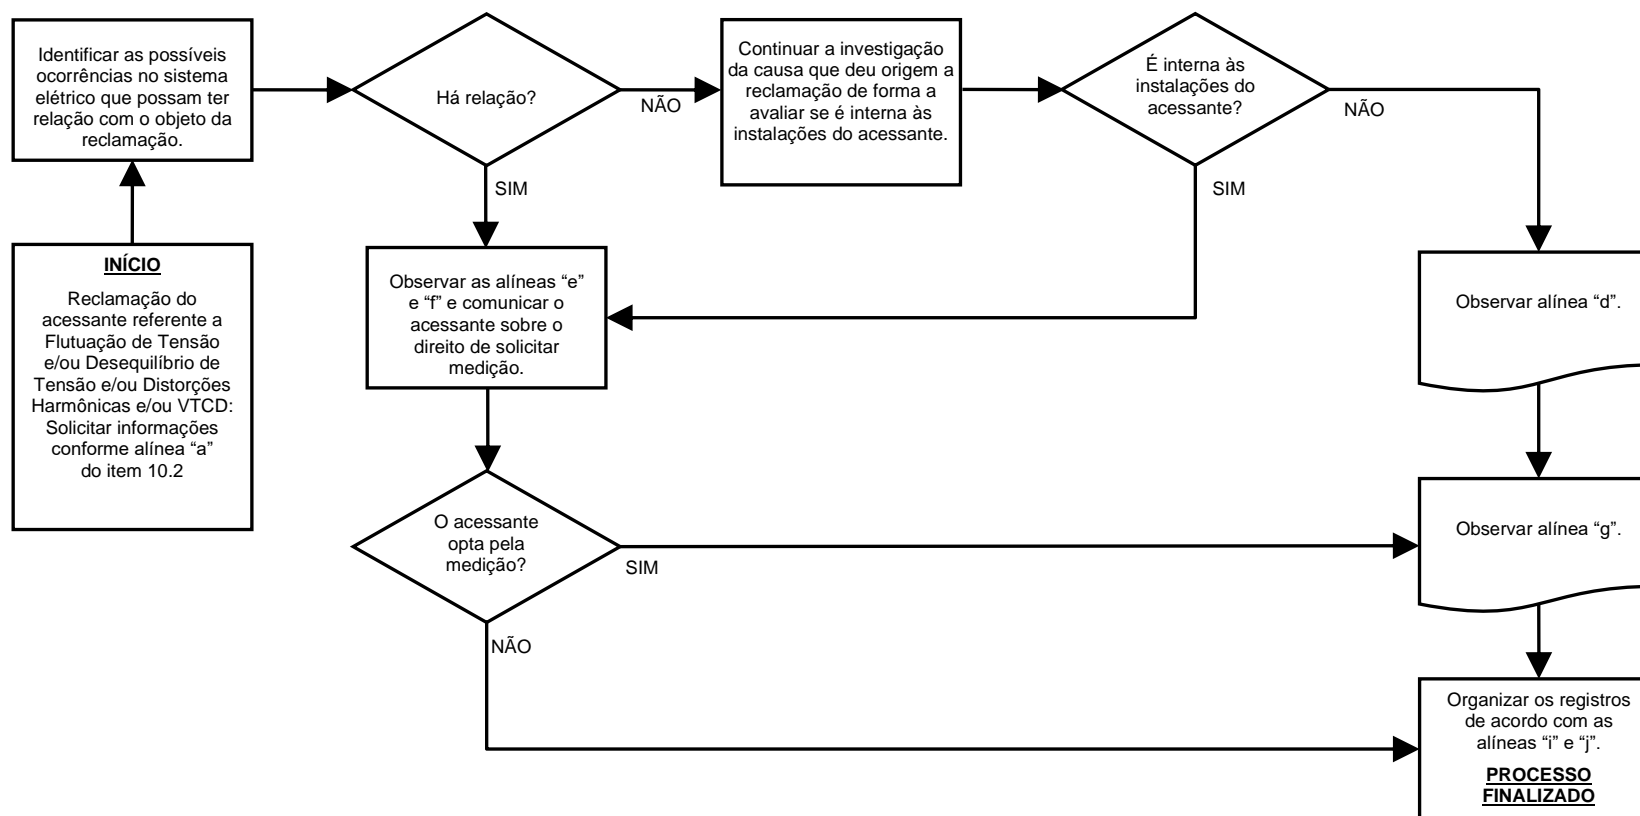 Identificar as possíveis
ocorrências no sistema
elétrico que possam ter
relação com o objeto da
reclamação.
Há relação?
NÃO
SIM
Continuar a investigação
da causa que deu origem a
reclamação de forma a
avaliar se é interna às
instalações do acessante.
É interna às
instalações do
acessante?
NÃO
SIM
INÍCIO
Reclamação do
acessante referente a
Flutuação de Tensão
e/ou Desequilíbrio de
Tensão e/ou Distorções
Harmônicas e/ou VTCD:
Solicitar informações
conforme alínea “a”
do item 10.2
Observar as alíneas “e”
e “f” e comunicar o
acessante sobre o
direito de solicitar
medição.
Observar alínea “d”.
O acessante
opta pela
medição?
SIM
NÃO
Observar alínea “g”.
Organizar os registros
de acordo com as
alíneas “i” e “j”.
PROCESSO
FINALIZADO